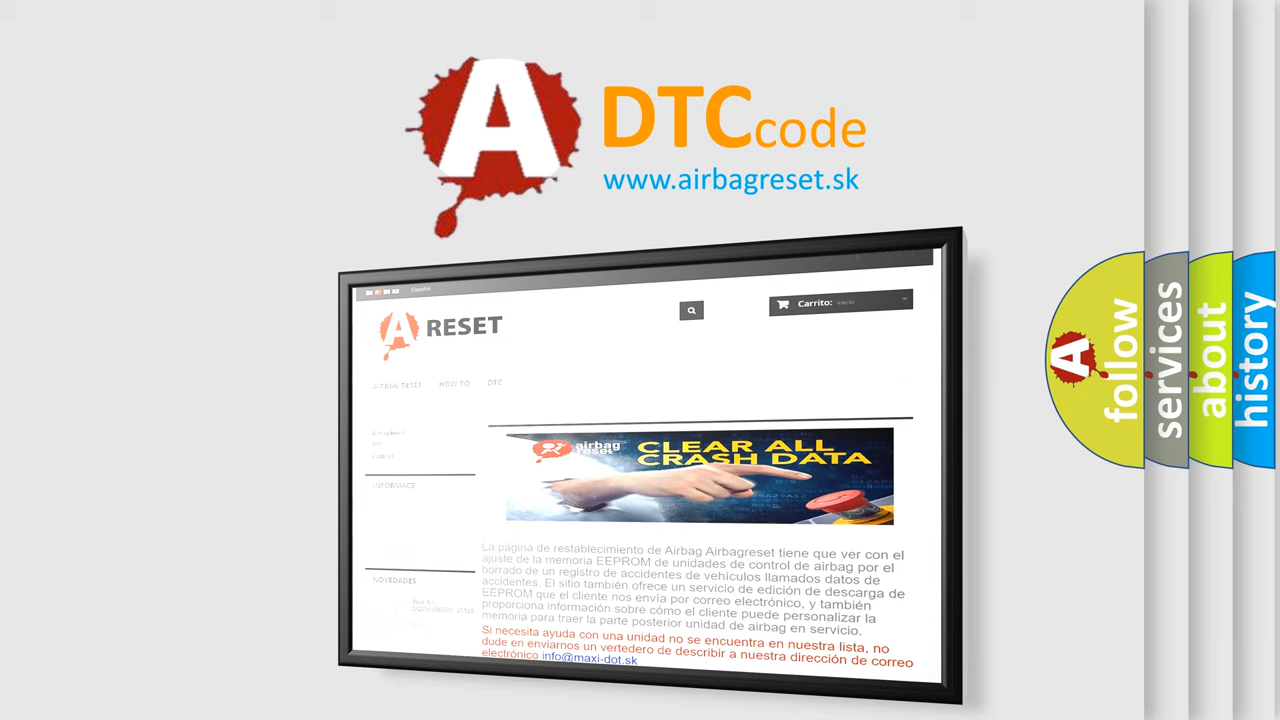 A DTCcode
www.airbagreset.sk
Español
A RESET
Carrito: vacío
AIRBAG RESET HOW TO DTC
airbag
reset
CLEAR ALL
CRASH DATA
INFORMACE
La página de restablecimiento de Airbag Airbagreset tiene que ver con el
ajuste de la memoria EEPROM de unidades de control de airbag por el
borrado de un registro de accidentes de vehículos llamados datos de
accidentes. El sitio también ofrece un servicio de edición de descarga de
EEPROM que el cliente nos envía por correo electrónico, y también
proporciona información sobre cómo el cliente puede personalizar la
memoria para traer la parte posterior unidad de airbag en servicio.
Si necesita ayuda con una unidad no se encuentra en nuestra lista, no
dude en enviarnos un vertedero de describir a nuestra dirección de correo
electrónico info@maxi-dot.sk
NOVEDADES
A
follow
services
about
history